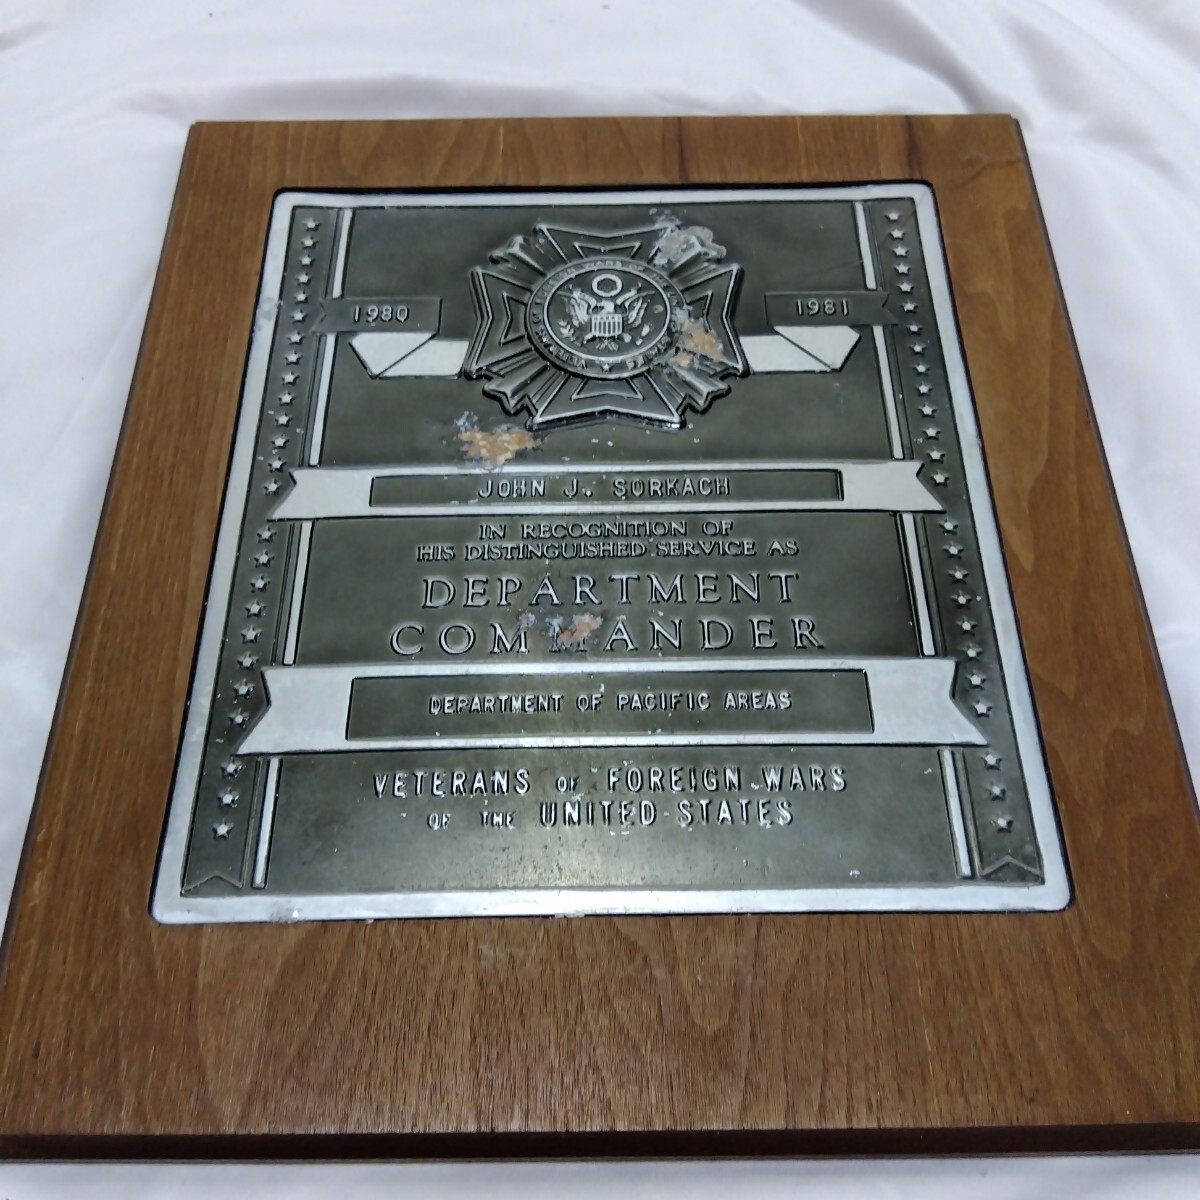 1980
1981
JOHN J. SORKACH
IN RECOGNITION OF
HIS DISTINGUISHED SERVICE AS
DEPARTMENT
COMMANDER
DEPARTMENT OF PACIFIC AREAS
VETERANS OF FOREIGN WARS
OF THE UNITED STATES